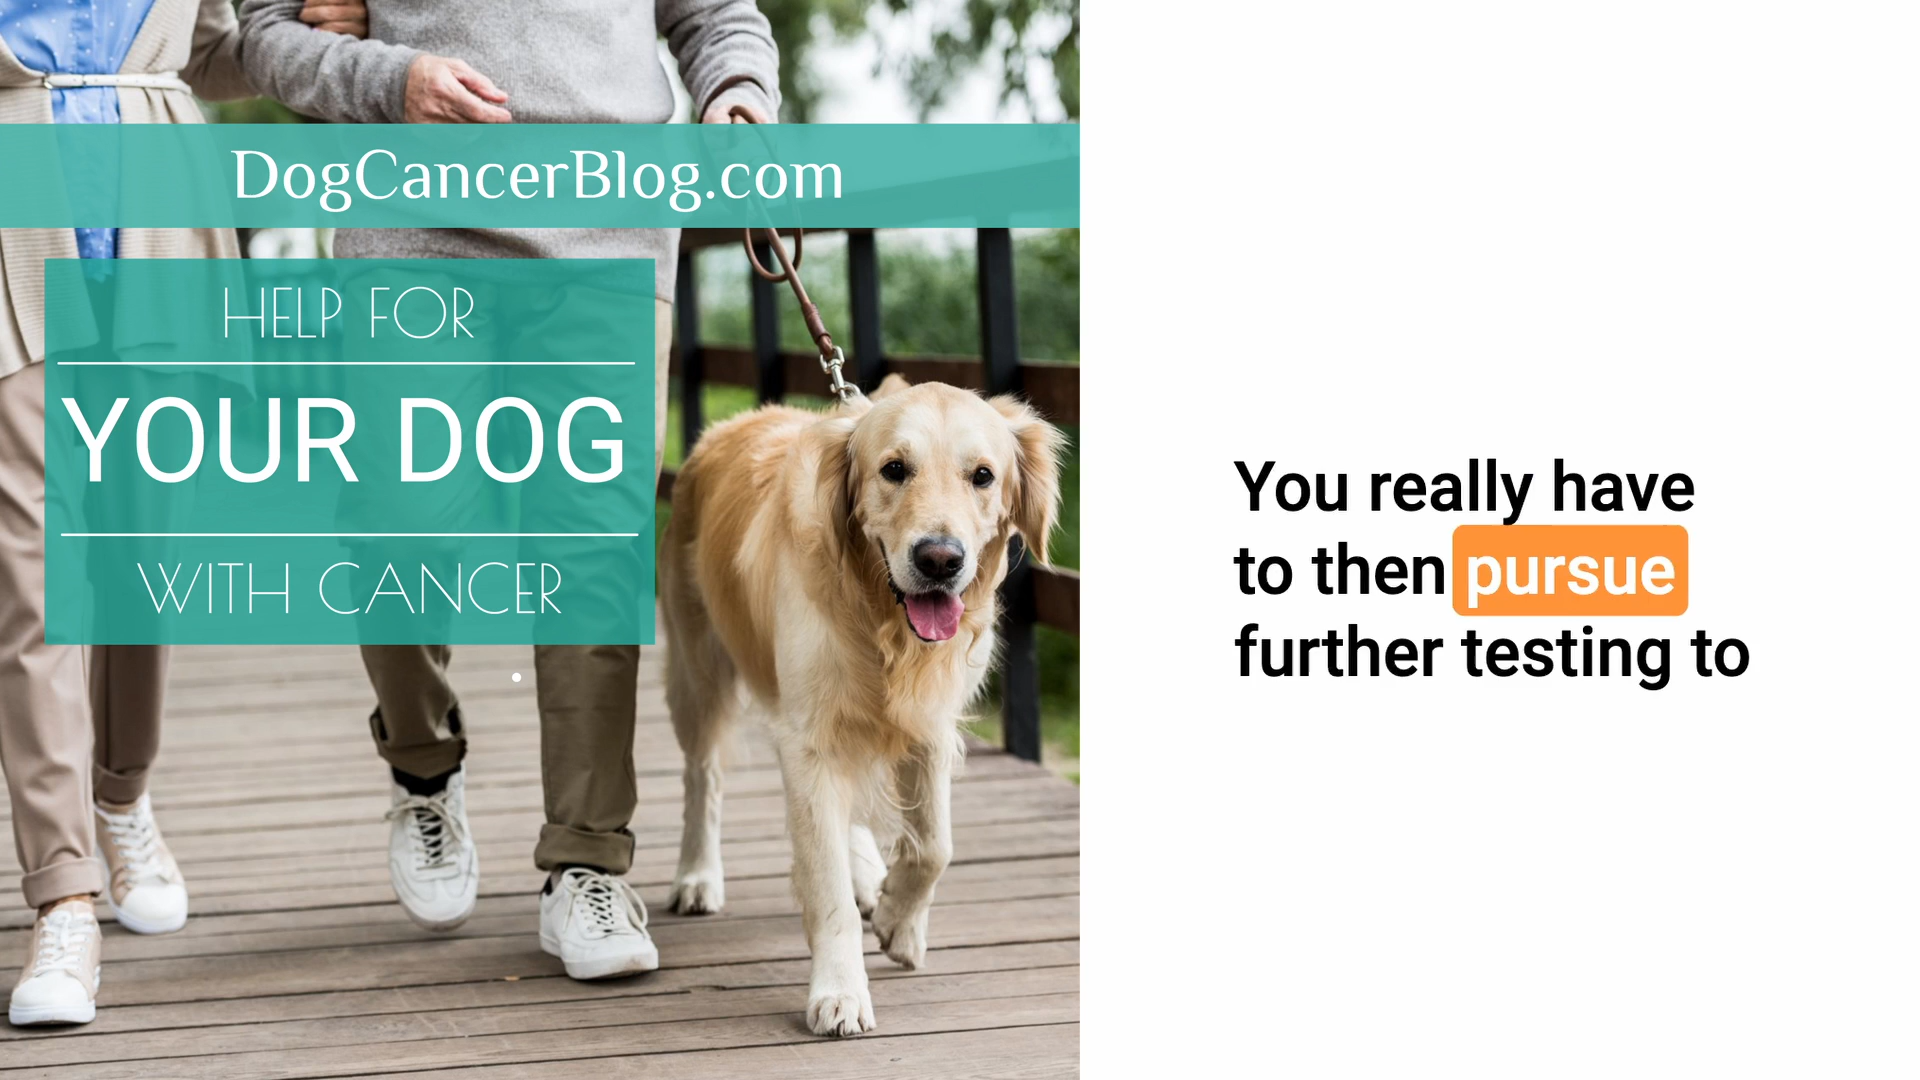 DogCancerBlog.com
HELP FOR
YOUR DOG
WITH CANCER
You really have
to then pursue
further testing to